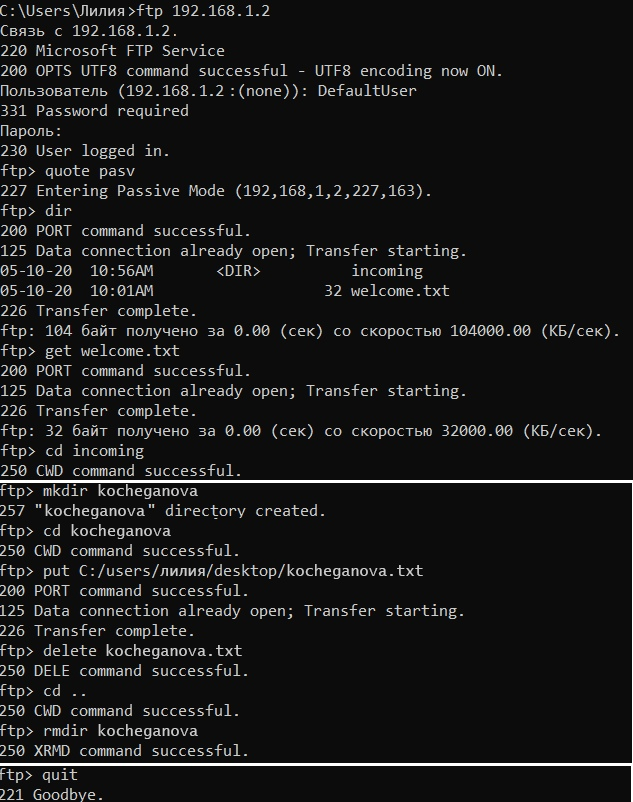 C:\Users\Лилия>ftp 192.168.1.2
Связь с 192.168.1.2.
220 Microsoft FTP Service
200 OPTS UTF8 command successful - UTF8 encoding now ON.
Пользователь (192.168.1.2:(none)): DefaultUser
331 Password required
Пароль:
230 User logged in.
ftp> quote pasv
227 Entering Passive Mode (192,168,1,2,227,163).
ftp> dir
200 PORT command successful.
125 Data connection already open; Transfer starting.
05-10-20  10:56AM       <DIR>          incoming
05-10-20  10:01AM                   32 welcome.txt
226 Transfer complete.
ftp: 104 байт получено за 0.00 (сек) со скоростью 104000.00 (КБ/сек).
ftp> get welcome.txt
200 PORT command successful.
125 Data connection already open; Transfer starting.
226 Transfer complete.
ftp: 32 байт получено за 0.00 (сек) со скоростью 32000.00 (КБ/сек).
ftp> cd incoming
250 CWD command successful.
ftp> mkdir kocheganova
257 "kocheganova" directory created.
ftp> cd kocheganova
250 CWD command successful.
ftp> put C:/users/лилия/desktop/kocheganova.txt
200 PORT command successful.
125 Data connection already open; Transfer starting.
226 Transfer complete.
ftp> delete kocheganova.txt
250 DELE command successful.
ftp> cd ..
250 CWD command successful.
ftp> rmdir kocheganova
250 XRMD command successful.
ftp> quit
221 Goodbye.